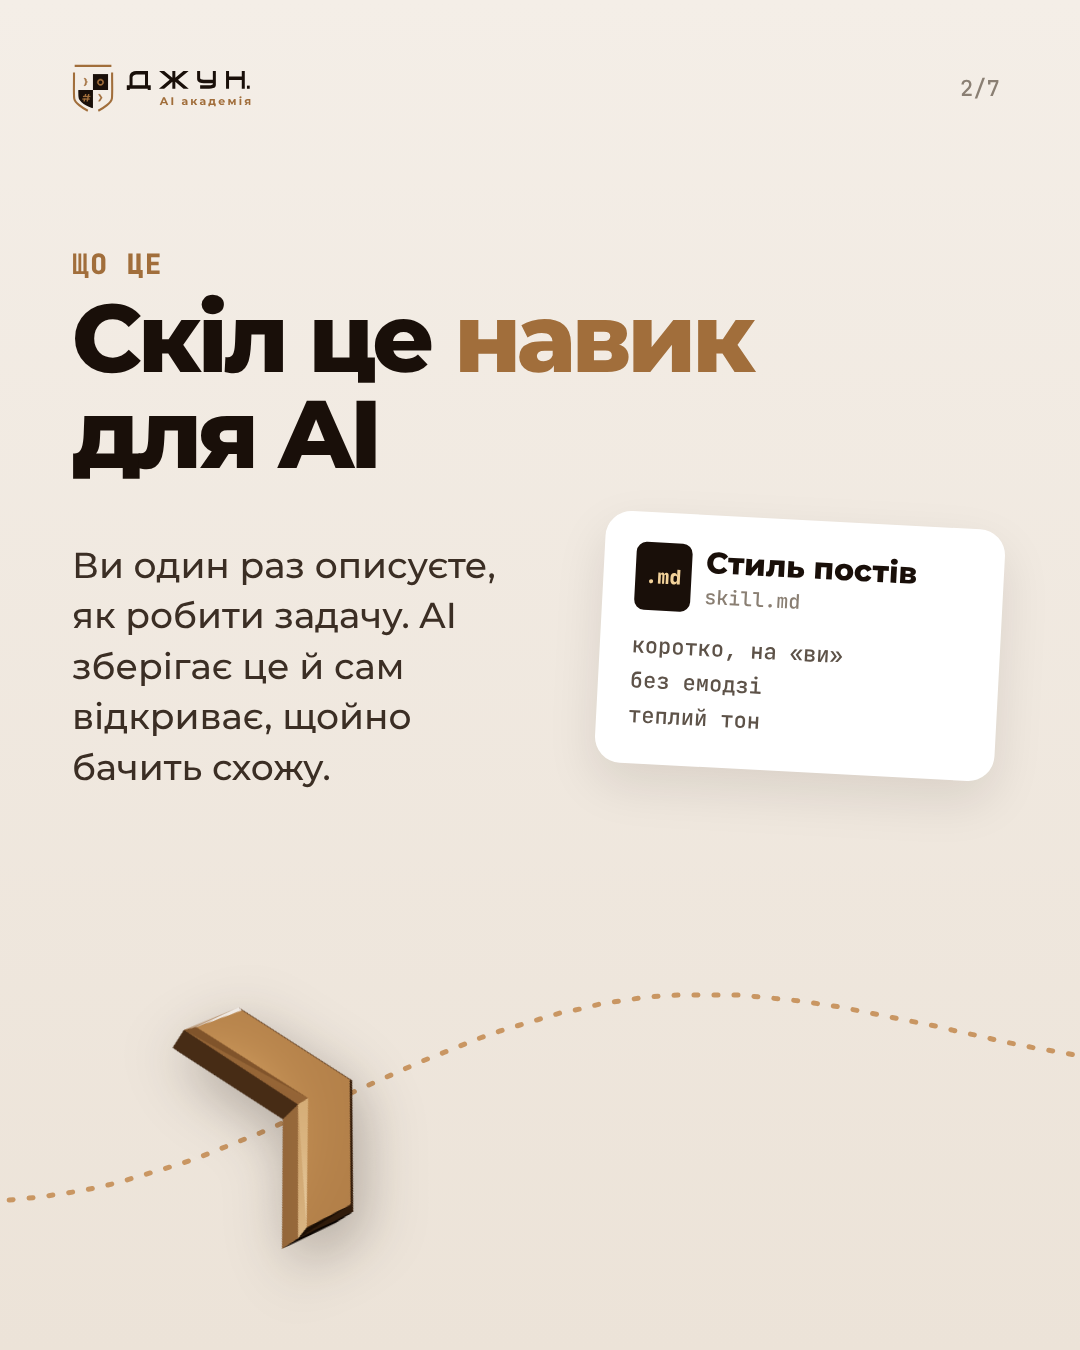 ДЖУН.
AI академія
2/7
ЩО ЦЕ
Скіл це навик
для AI
Ви один раз описуєте,
як робити задачу. AI
зберігає це й сам
відкриває, щойно
бачить схожу.
.md
Стиль постів
skill.md
коротко, на «ви»
без емодзі
теплий тон